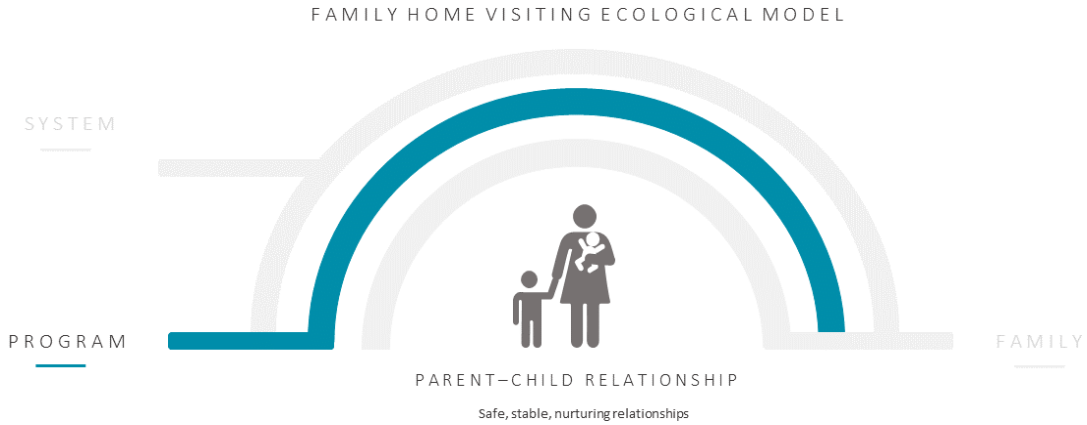 FAMILY HOME VISITING ECOLOGICAL MODEL
SYSTEM
PROGRAM
FAMILY
PARENT–CHILD RELATIONSHIP
Safe, stable, nurturing relationships